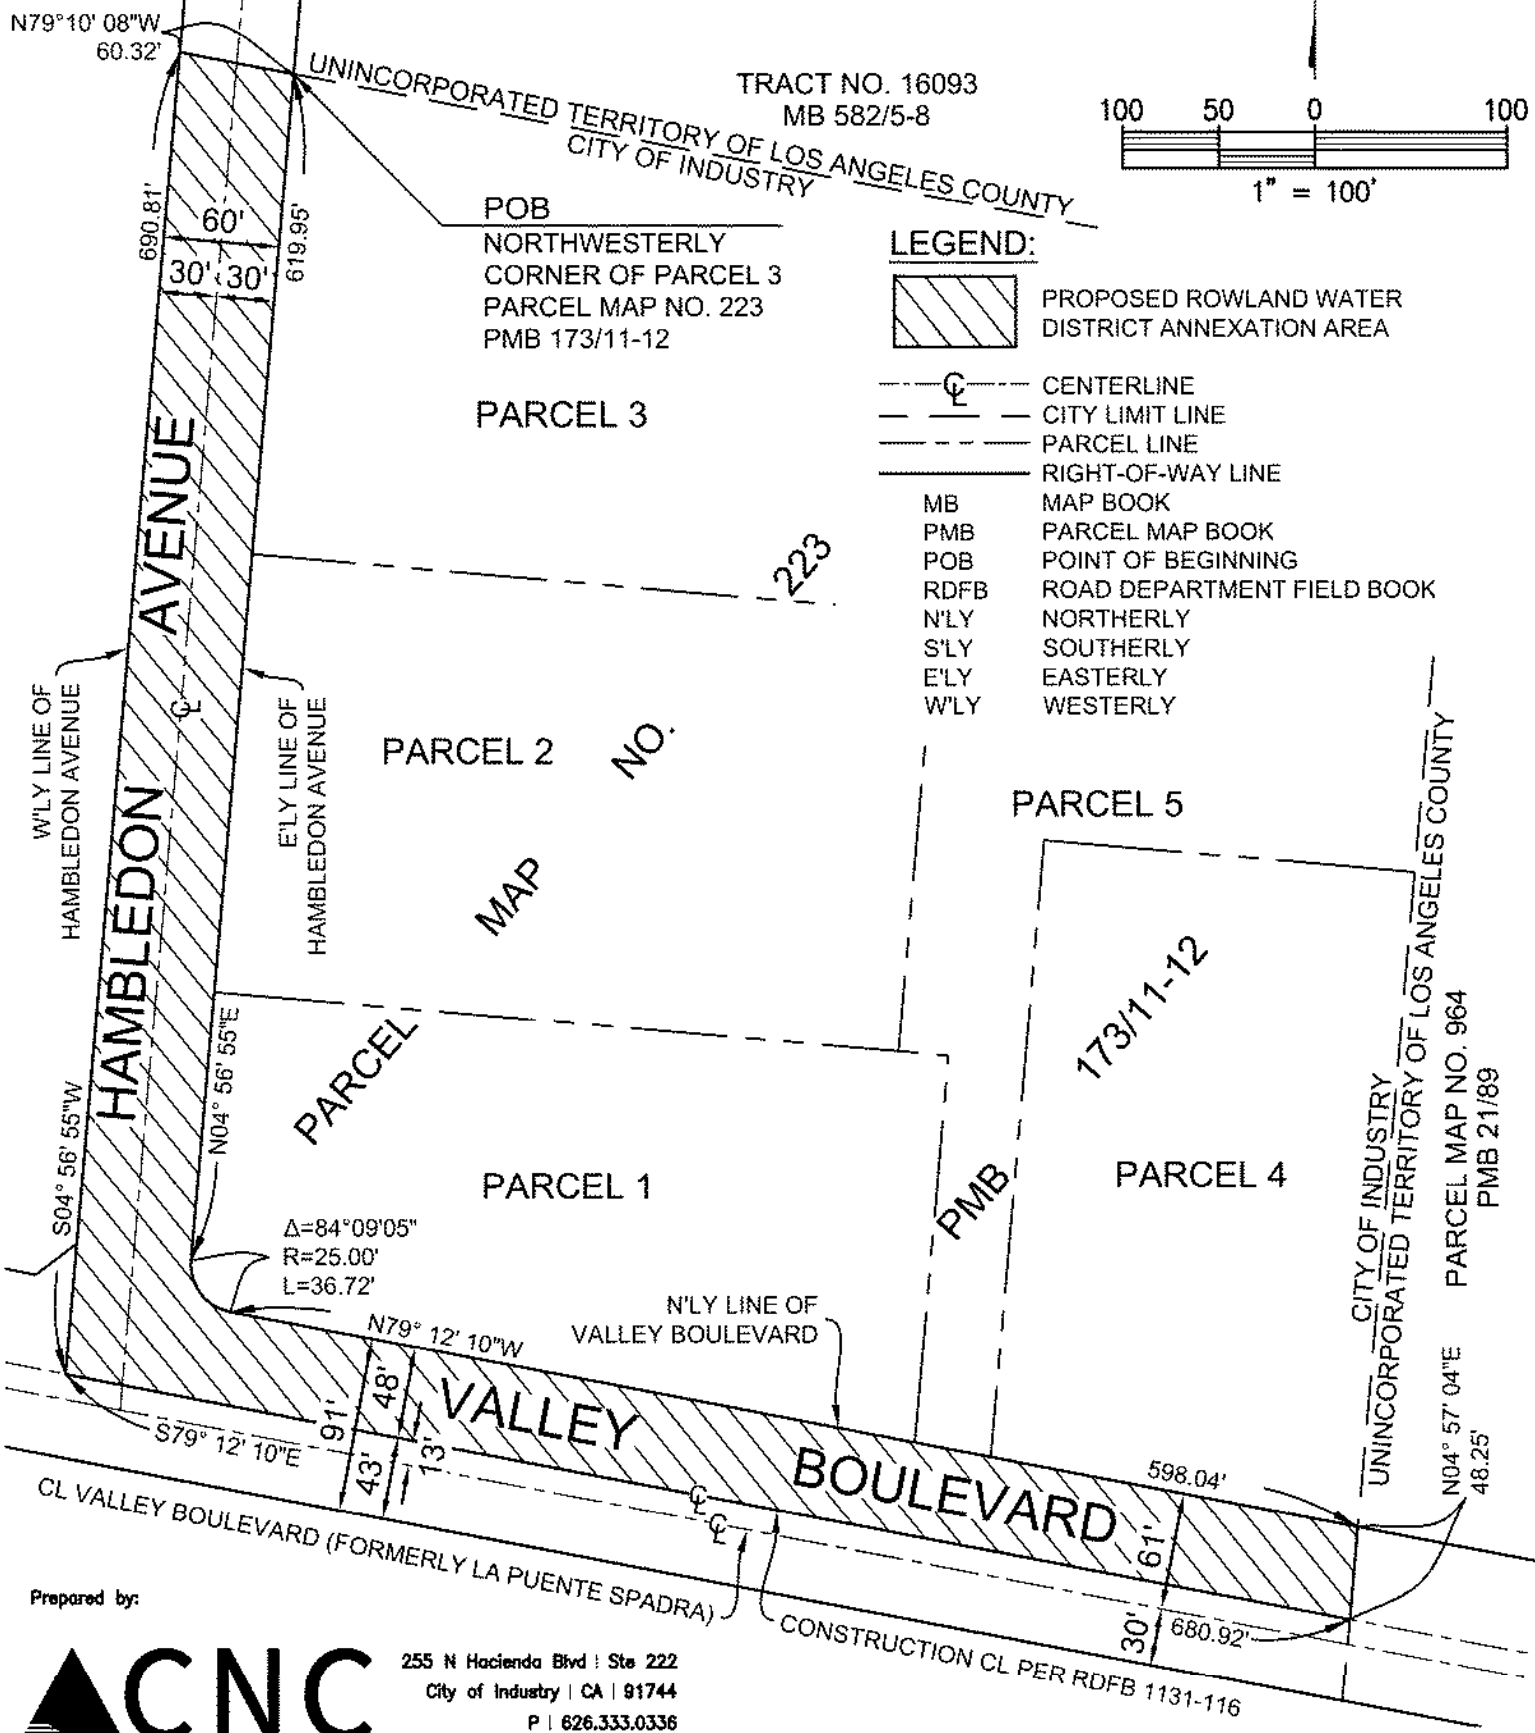 N79°10' 08"W
60.32'
UNINCORPORATED TERRITORY OF LOS ANGELES COUNTY
CITY OF INDUSTRY
TRACT NO. 16093
MB 582/5-8
100 50 0 100
1" = 100'
690.81'
60'
30' 30'
619.95'
POB
NORTHWESTERLY
CORNER OF PARCEL 3
PARCEL MAP NO. 223
PMB 173/11-12
LEGEND:
PROPOSED ROWLAND WATER
DISTRICT ANNEXATION AREA
CL CENTERLINE
CITY LIMIT LINE
PARCEL LINE
RIGHT-OF-WAY LINE
MB MAP BOOK
PMB PARCEL MAP BOOK
POB POINT OF BEGINNING
RDFB ROAD DEPARTMENT FIELD BOOK
N'LY NORTHERLY
S'LY SOUTHERLY
E'LY EASTERLY
W'LY WESTERLY
PARCEL 3
HAMBLEDON AVENUE
CL
W'LY LINE OF
HAMBLEDON AVENUE
E'LY LINE OF
HAMBLEDON AVENUE
PARCEL 2
PARCEL MAP NO. 223
PARCEL 5
PMB 173/11-12
CITY OF INDUSTRY
UNINCORPORATED TERRITORY OF LOS ANGELES COUNTY
PARCEL MAP NO. 964
PMB 21/89
S04° 56' 55"W
N04° 56' 55"E
PARCEL 1
PARCEL 4
Δ=84°09'05"
R=25.00'
L=36.72'
N'LY LINE OF
VALLEY BOULEVARD
N79° 12' 10"W
N04° 57' 04"E
48.25'
VALLEY BOULEVARD
91'
48'
43'
13'
S79° 12' 10"E
598.04'
CL
CL
61'
30'
680.92'
CL VALLEY BOULEVARD (FORMERLY LA PUENTE SPADRA)
CONSTRUCTION CL PER RDFB 1131-116
Prepared by:
CNC
255 N Hacienda Blvd | Ste 222
City of Industry | CA | 91744
P | 626.333.0336